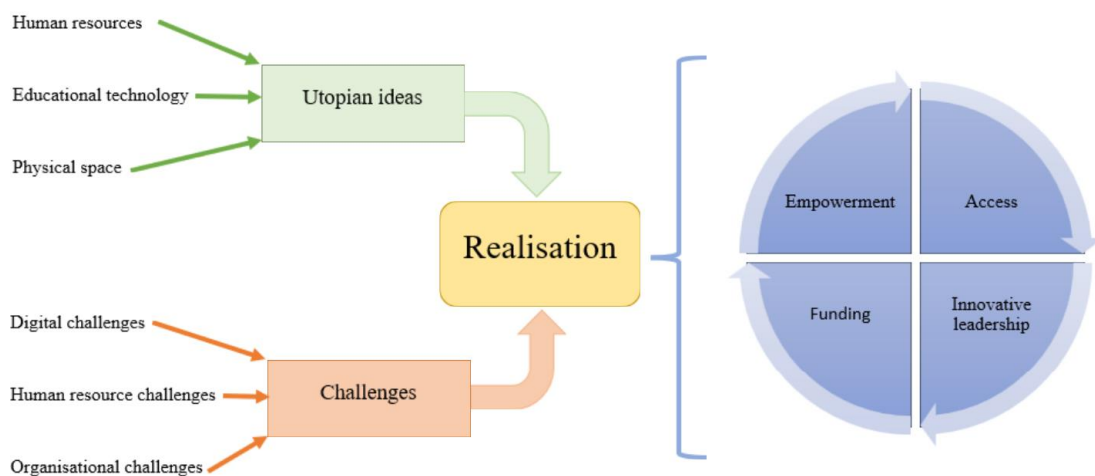 Human resources
Educational technology
Physical space
Utopian ideas
Realisation
Digital challenges
Human resource challenges
Organisational challenges
Challenges
Empowerment
Access
Funding
Innovative
leadership